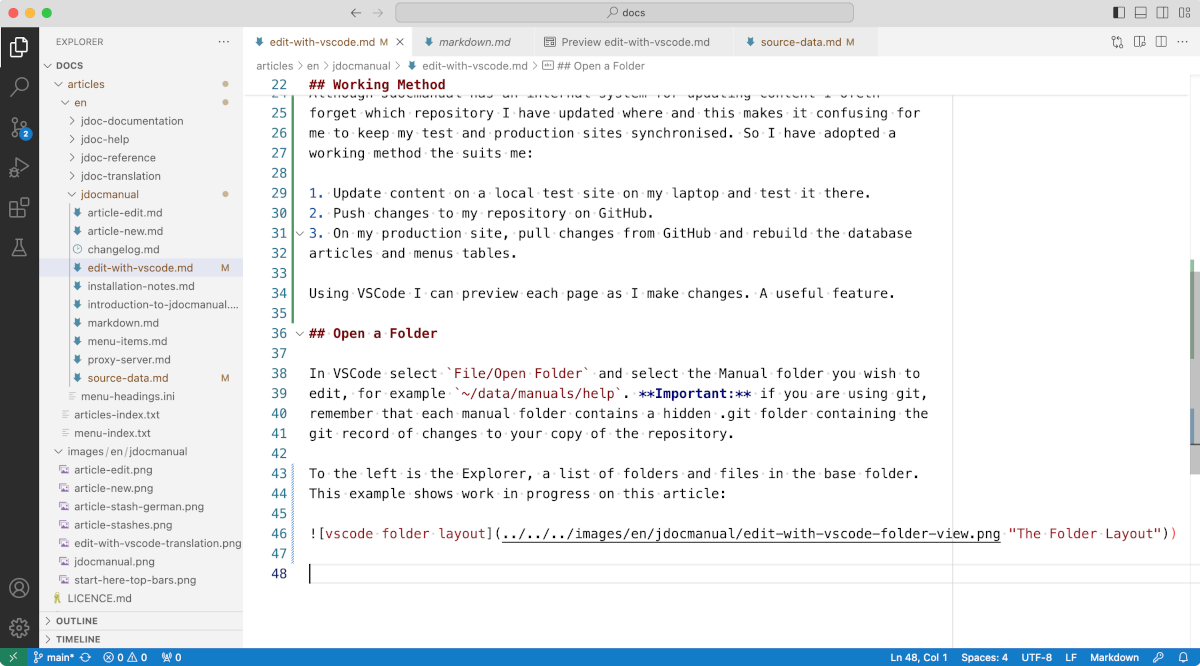 docs
EXPLORER
DOCS
articles
en
jdoc-documentation
jdoc-help
jdoc-reference
jdoc-translation
jdocmanual
article-edit.md
article-new.md
changelog.md
edit-with-vscode.md M
installation-notes.md
introduction-to-jdocmanual....
markdown.md
menu-items.md
proxy-server.md
source-data.md M
menu-headings.ini
articles-index.txt
menu-index.txt
images/en/jdocmanual
article-edit.png
article-new.png
article-stash-german.png
article-stashes.png
edit-with-vscode-translation.png
jdocmanual.png
start-here-top-bars.png
LICENCE.md
OUTLINE
TIMELINE
2
edit-with-vscode.md M
markdown.md
Preview edit-with-vscode.md
source-data.md M
articles > en > jdocmanual > edit-with-vscode.md > ## Open a Folder
22 ## Working Method
24 Although Jdocmanual has an internal system for updating content I ofetn
25 forget which repository I have updated where and this makes it confusing for
26 me to keep my test and production sites synchronised. So I have adopted a
27 working method the suits me:
28
29 1. Update content on a local test site on my laptop and test it there.
30 2. Push changes to my repository on GitHub.
31 3. On my production site, pull changes from GitHub and rebuild the database
32 articles and menus tables.
33
34 Using VSCode I can preview each page as I make changes. A useful feature.
35
36 ## Open a Folder
37
38 In VSCode select `File/Open Folder` and select the Manual folder you wish to
39 edit, for example `~/data/manuals/help`. **Important:** if you are using git,
40 remember that each manual folder contains a hidden .git folder containing the
41 git record of changes to your copy of the repository.
42
43 To the left is the Explorer, a list of folders and files in the base folder.
44 This example shows work in progress on this article:
45
46 ![vscode folder layout](../../../images/en/jdocmanual/edit-with-vscode-folder-view.png "The Folder Layout"))
47
48
main* 0 0 0
Ln 48, Col 1 Spaces: 4 UTF-8 LF Markdown